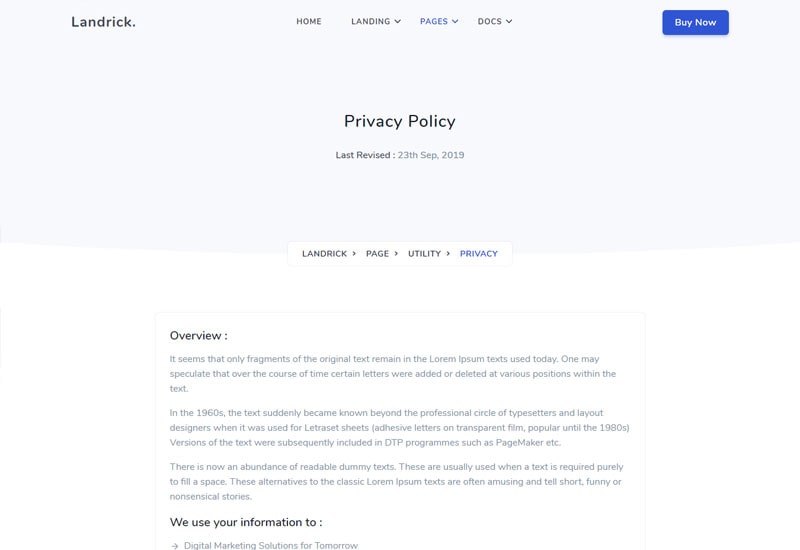 Landrick.
HOME LANDING PAGES DOCS
Buy Now
Privacy Policy
Last Revised : 23th Sep, 2019
LANDRICK > PAGE > UTILITY > PRIVACY
Overview :
It seems that only fragments of the original text remain in the Lorem Ipsum texts used today. One may
speculate that over the course of time certain letters were added or deleted at various positions within the
text.
In the 1960s, the text suddenly became known beyond the professional circle of typesetters and layout
designers when it was used for Letraset sheets (adhesive letters on transparent film, popular until the 1980s)
Versions of the text were subsequently included in DTP programmes such as PageMaker etc.
There is now an abundance of readable dummy texts. These are usually used when a text is required purely
to fill a space. These alternatives to the classic Lorem Ipsum texts are often amusing and tell short, funny or
nonsensical stories.
We use your information to :
→ Digital Marketing Solutions for Tomorrow